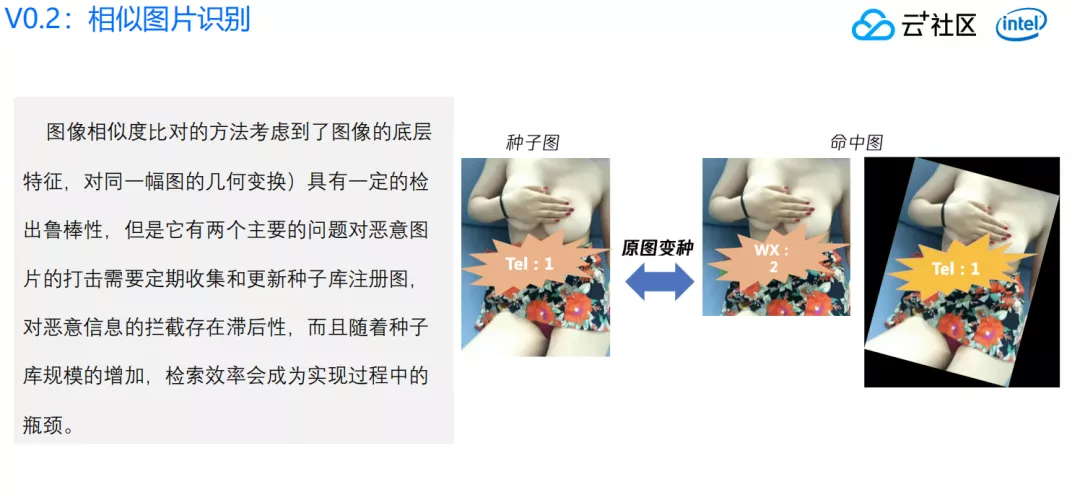 V0.2：相似图片识别
云+社区
intel
图像相似度比对的方法考虑到了图像的底层
特征，对同一幅图的几何变换）具有一定的检
出鲁棒性，但是它有两个主要的问题对恶意图
片的打击需要定期收集和更新种子库注册图，
对恶意信息的拦截存在滞后性，而且随着种子
库规模的增加，检索效率会成为实现过程中的
瓶颈。
种子图
Tel：1
原图变种
命中图
WX：
2
Tel：1